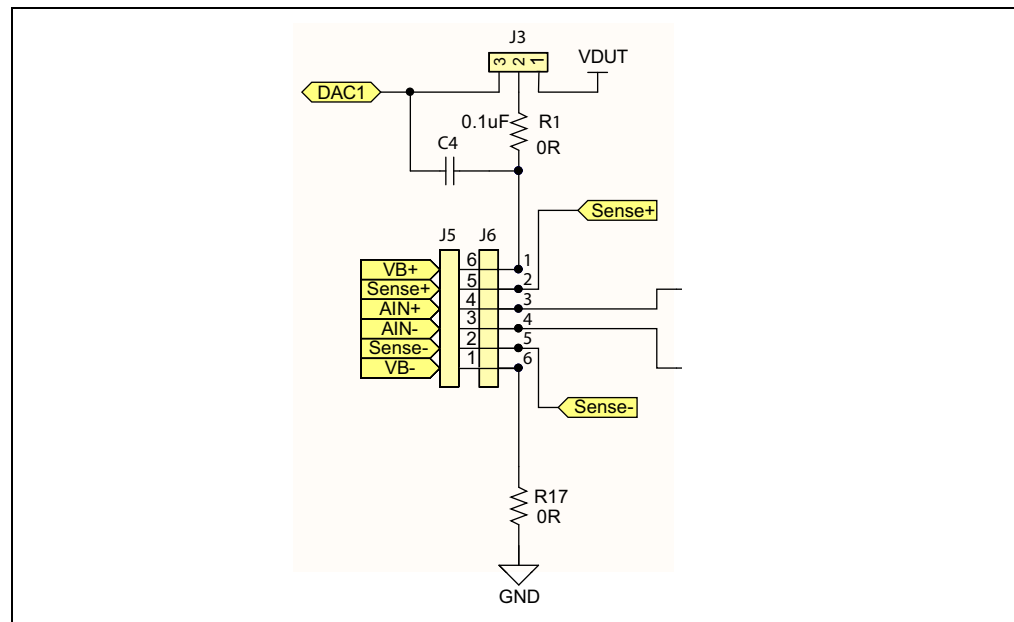 J3
3 2 1
VDUT
DAC1
0.1uF R1
0R
C4
Sense+
J5 J6
VB+ 6 1
Sense+ 5 2
AIN+ 4 3
AIN- 3 4
Sense- 2 5
VB- 1 6
Sense-
R17
0R
GND